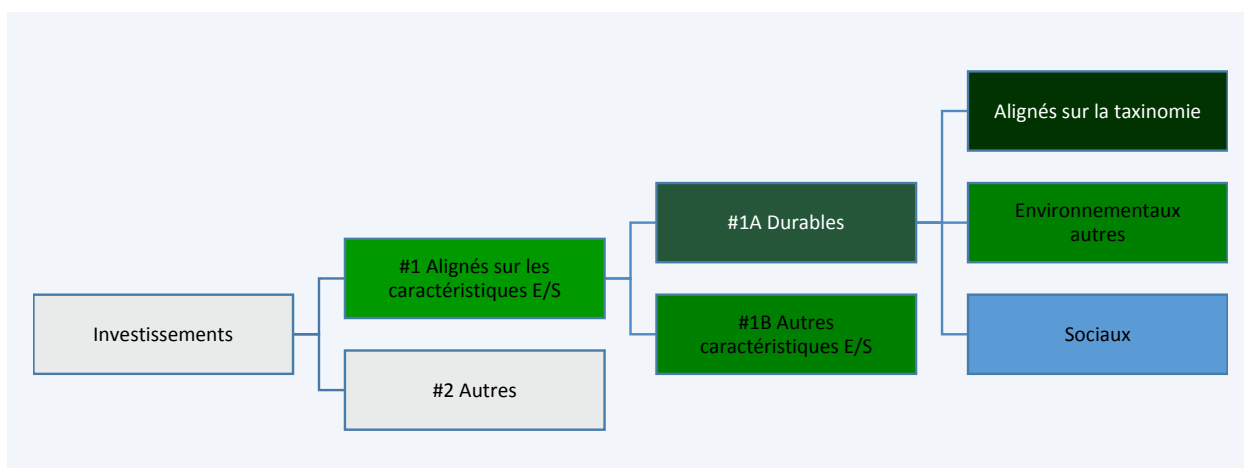 Investissements
#1 Alignés sur les
caractéristiques E/S
#2 Autres
#1A Durables
#1B Autres
caractéristiques E/S
Alignés sur la taxinomie
Environnementaux
autres
Sociaux